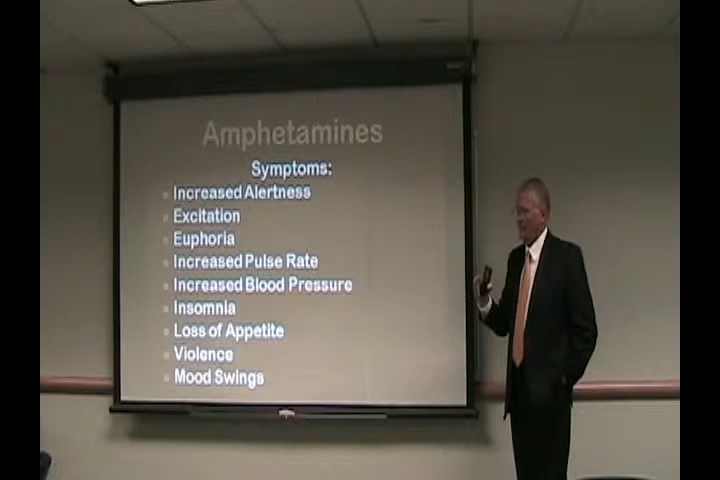 Amphetamines
Symptoms:
Increased Alertness
Excitation
Euphoria
Increased Pulse Rate
Increased Blood Pressure
Insomnia
Loss of Appetite
Violence
Mood Swings